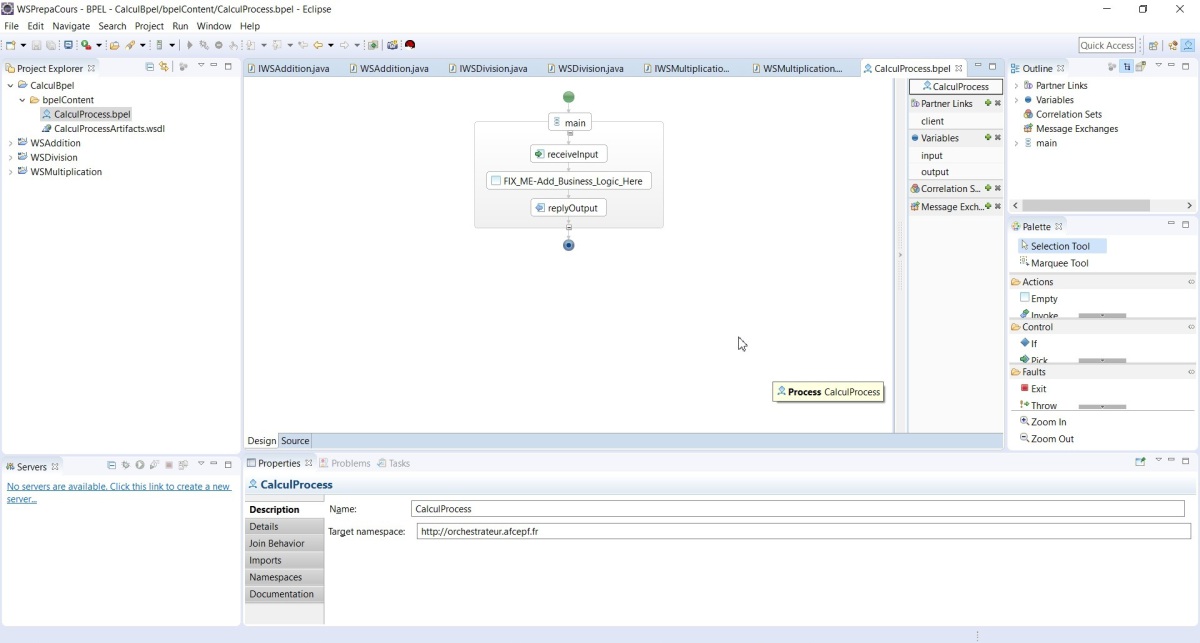 WSPrepaCours - BPEL - CalculBpel/bpelContent/CalculProcess.bpel - Eclipse
File Edit Navigate Search Project Run Window Help
Quick Access
Project Explorer
CalculBpel
bpelContent
CalculProcess.bpel
CalculProcessArtifacts.wsdl
WSAddition
WSDivision
WSMultiplication
IWSAddition.java WSAddition.java IWSDivision.java WSDivision.java IWSMultiplicatio... WSMultiplication.... CalculProcess.bpel
main
receiveInput
FIX_ME-Add_Business_Logic_Here
replyOutput
Process CalculProcess
Design Source
CalculProcess
Partner Links
client
Variables
input
output
Correlation S...
Message Exch...
Outline
Partner Links
Variables
Correlation Sets
Message Exchanges
main
Palette
Selection Tool
Marquee Tool
Actions
Empty
Invoke
Control
If
Pick
Faults
Exit
Throw
Zoom In
Zoom Out
Servers
No servers are available. Click this link to create a new
server...
Properties Problems Tasks
CalculProcess
Description
Details
Join Behavior
Imports
Namespaces
Documentation
Name: CalculProcess
Target namespace: http://orchestrateur.afcepf.fr